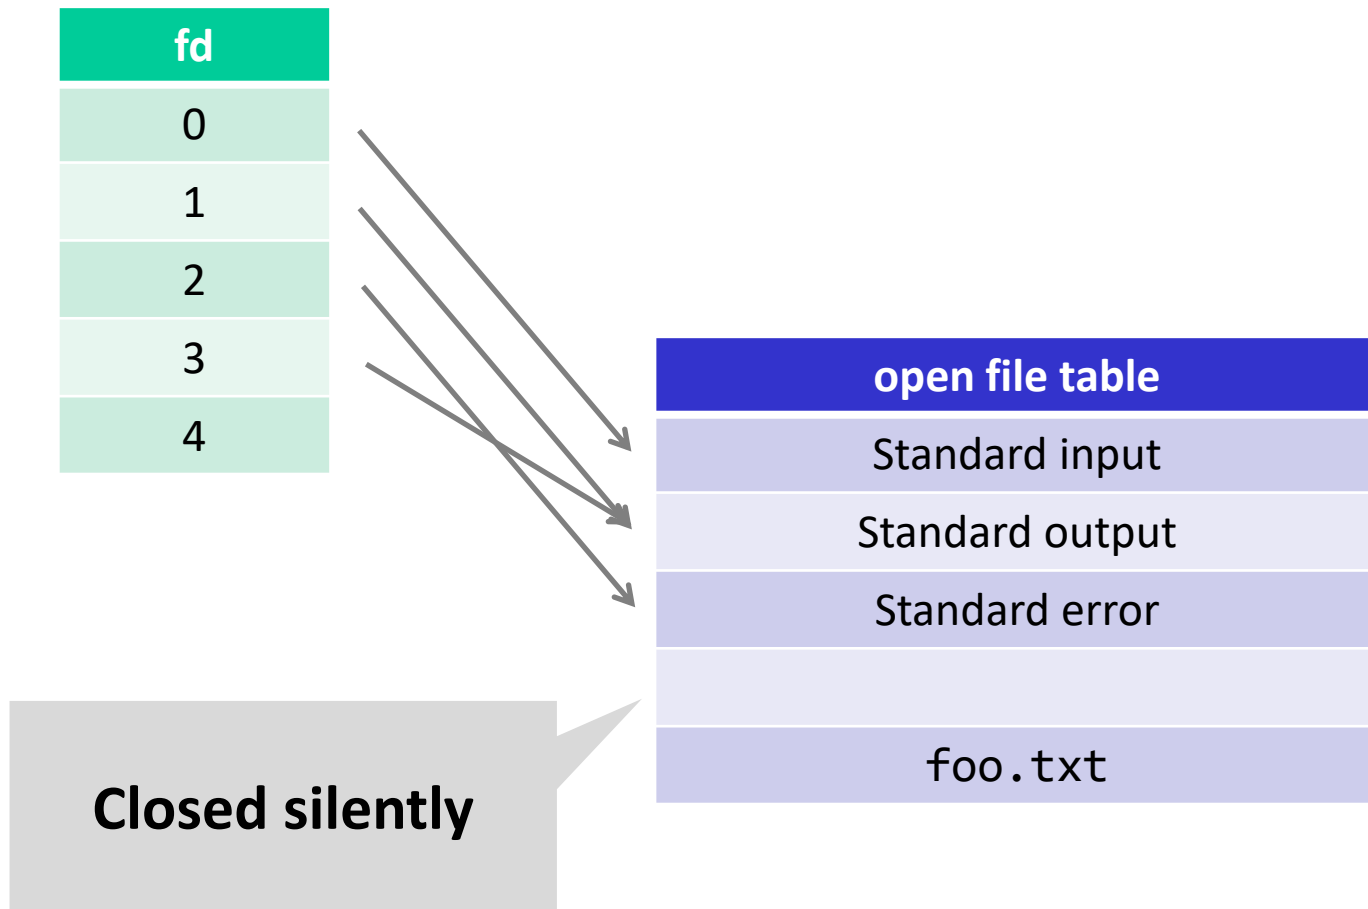 fd
0
1
2
3
4
open file table
Standard input
Standard output
Standard error
foo.txt
Closed silently